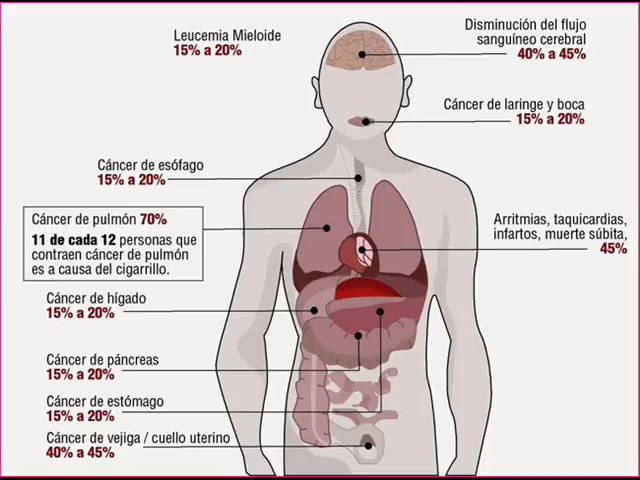 Leucemia Mieloide
15% a 20%
Disminución del flujo
sanguíneo cerebral
40% a 45%
Cáncer de laringe y boca
15% a 20%
Cáncer de esófago
15% a 20%
Cáncer de pulmón 70%
11 de cada 12 personas que
contraen cáncer de pulmón
es a causa del cigarrillo.
Arritmias, taquicardias,
infartos, muerte súbita,
45%
Cáncer de hígado
15% a 20%
Cáncer de páncreas
15% a 20%
Cáncer de estómago
15% a 20%
Cáncer de vejiga / cuello uterino
40% a 45%